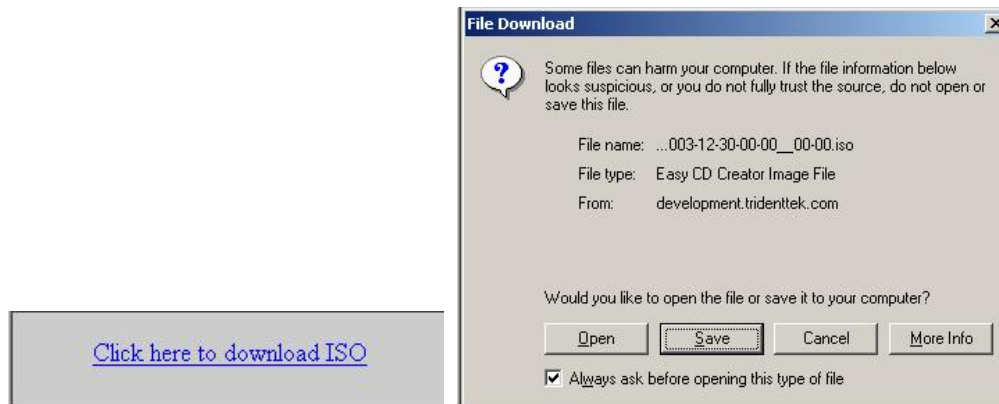 Click here to download ISO
File Download
Some files can harm your computer. If the file information below
looks suspicious, or you do not fully trust the source, do not open or
save this file.
File name: ...003-12-30-00-00__00-00.iso
File type: Easy CD Creator Image File
From: development.tridenttek.com
Would you like to open the file or save it to your computer?
Open Save Cancel More Info
Always ask before opening this type of file